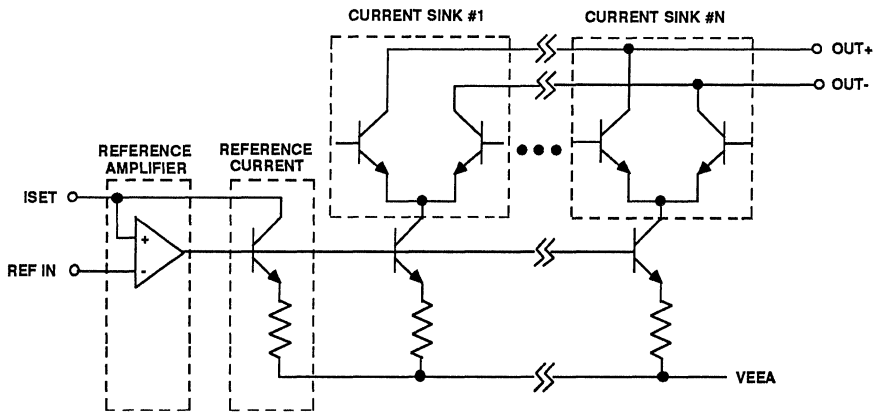 CURRENT SINK #1
CURRENT SINK #N
OUT+
OUT-
REFERENCE
AMPLIFIER
REFERENCE
CURRENT
ISET
+
-
REF IN
VEEA